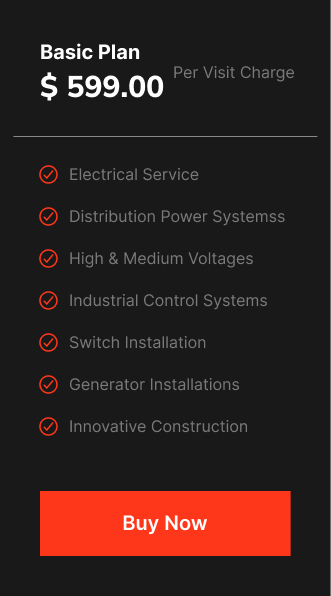 Basic Plan
$ 599.00
Per Visit Charge
Electrical Service
Distribution Power Systemss
High & Medium Voltages
Industrial Control Systems
Switch Installation
Generator Installations
Innovative Construction
Buy Now